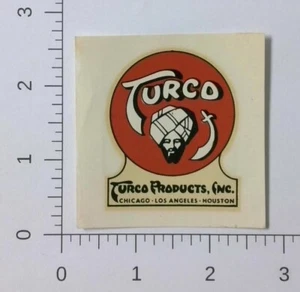 3
2
1
0
TURCO
TURCO PRODUCTS, INC.
CHICAGO - LOS ANGELES - HOUSTON
0 1 2 3